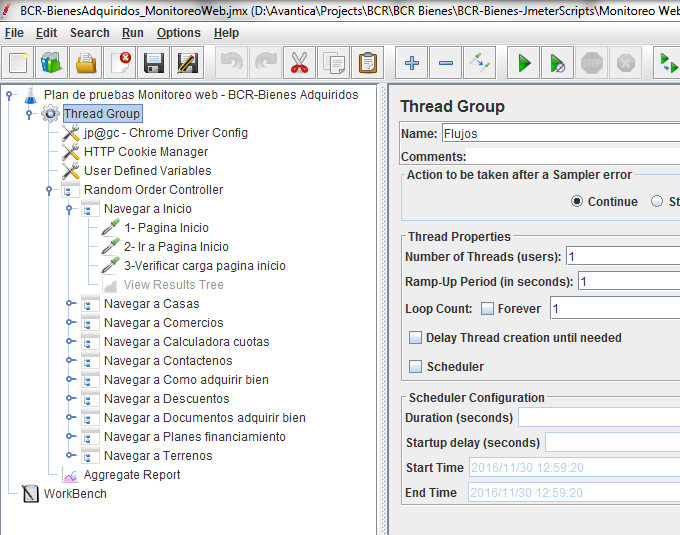 BCR-BienesAdquiridos_MonitoreoWeb.jmx (D:\Avantica\Projects\BCR\BCR Bienes\BCR-Bienes-JmeterScripts\Monitoreo Web
File Search Run Options Help
Plan de pruebas Monitoreo web - BCR-Bienes Adquiridos
Thread Group
jp@gc - Chrome Driver Config
HTTP Cookie Manager
User Defined Variables
Random Order Controller
Navegar a Inicio
1- Pagina Inicio
2- Ir a Pagina Inicio
3-Verificar carga pagina inicio
View Results Tree
Navegar a Casas
Navegar a Comercios
Navegar a Calculadora cuotas
Navegar a Contactenos
Navegar a Como adquirir bien
Navegar a Descuentos
Navegar a Documentos adquirir bien
Navegar a Planes financiamiento
Navegar a Terrenos
Aggregate Report
WorkBench
STOP
Thread Group
Name: Flujos
Comments:
Action to be taken after a Sampler error
Continue St
Thread Properties
Number of Threads (users): 1
Ramp-Up Period (in seconds): 1
Loop Count: Forever 1
Delay Thread creation until needed
Scheduler
Scheduler Configuration
Duration (seconds)
Startup delay (seconds)
Start Time 2016/11/30 12:59:20
End Time 2016/11/30 12:59:20